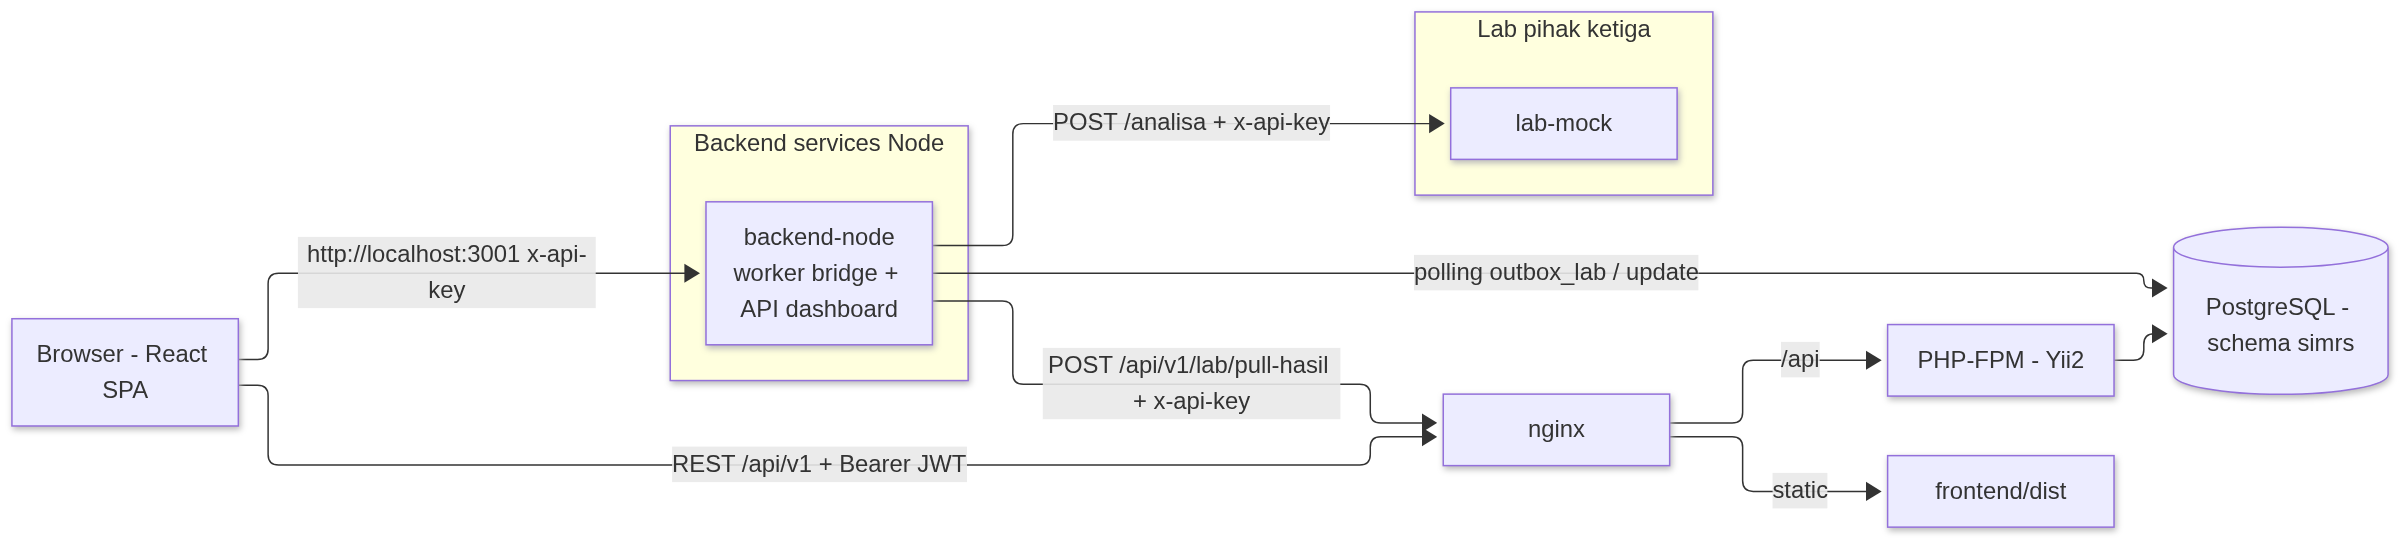 Browser - React
SPA
http://localhost:3001 x-api-
key
Backend services Node
backend-node
worker bridge +
API dashboard
POST /analisa + x-api-key
Lab pihak ketiga
lab-mock
polling outbox_lab / update
POST /api/v1/lab/pull-hasil
+ x-api-key
REST /api/v1 + Bearer JWT
nginx
/api
static
PHP-FPM - Yii2
frontend/dist
PostgreSQL -
schema simrs